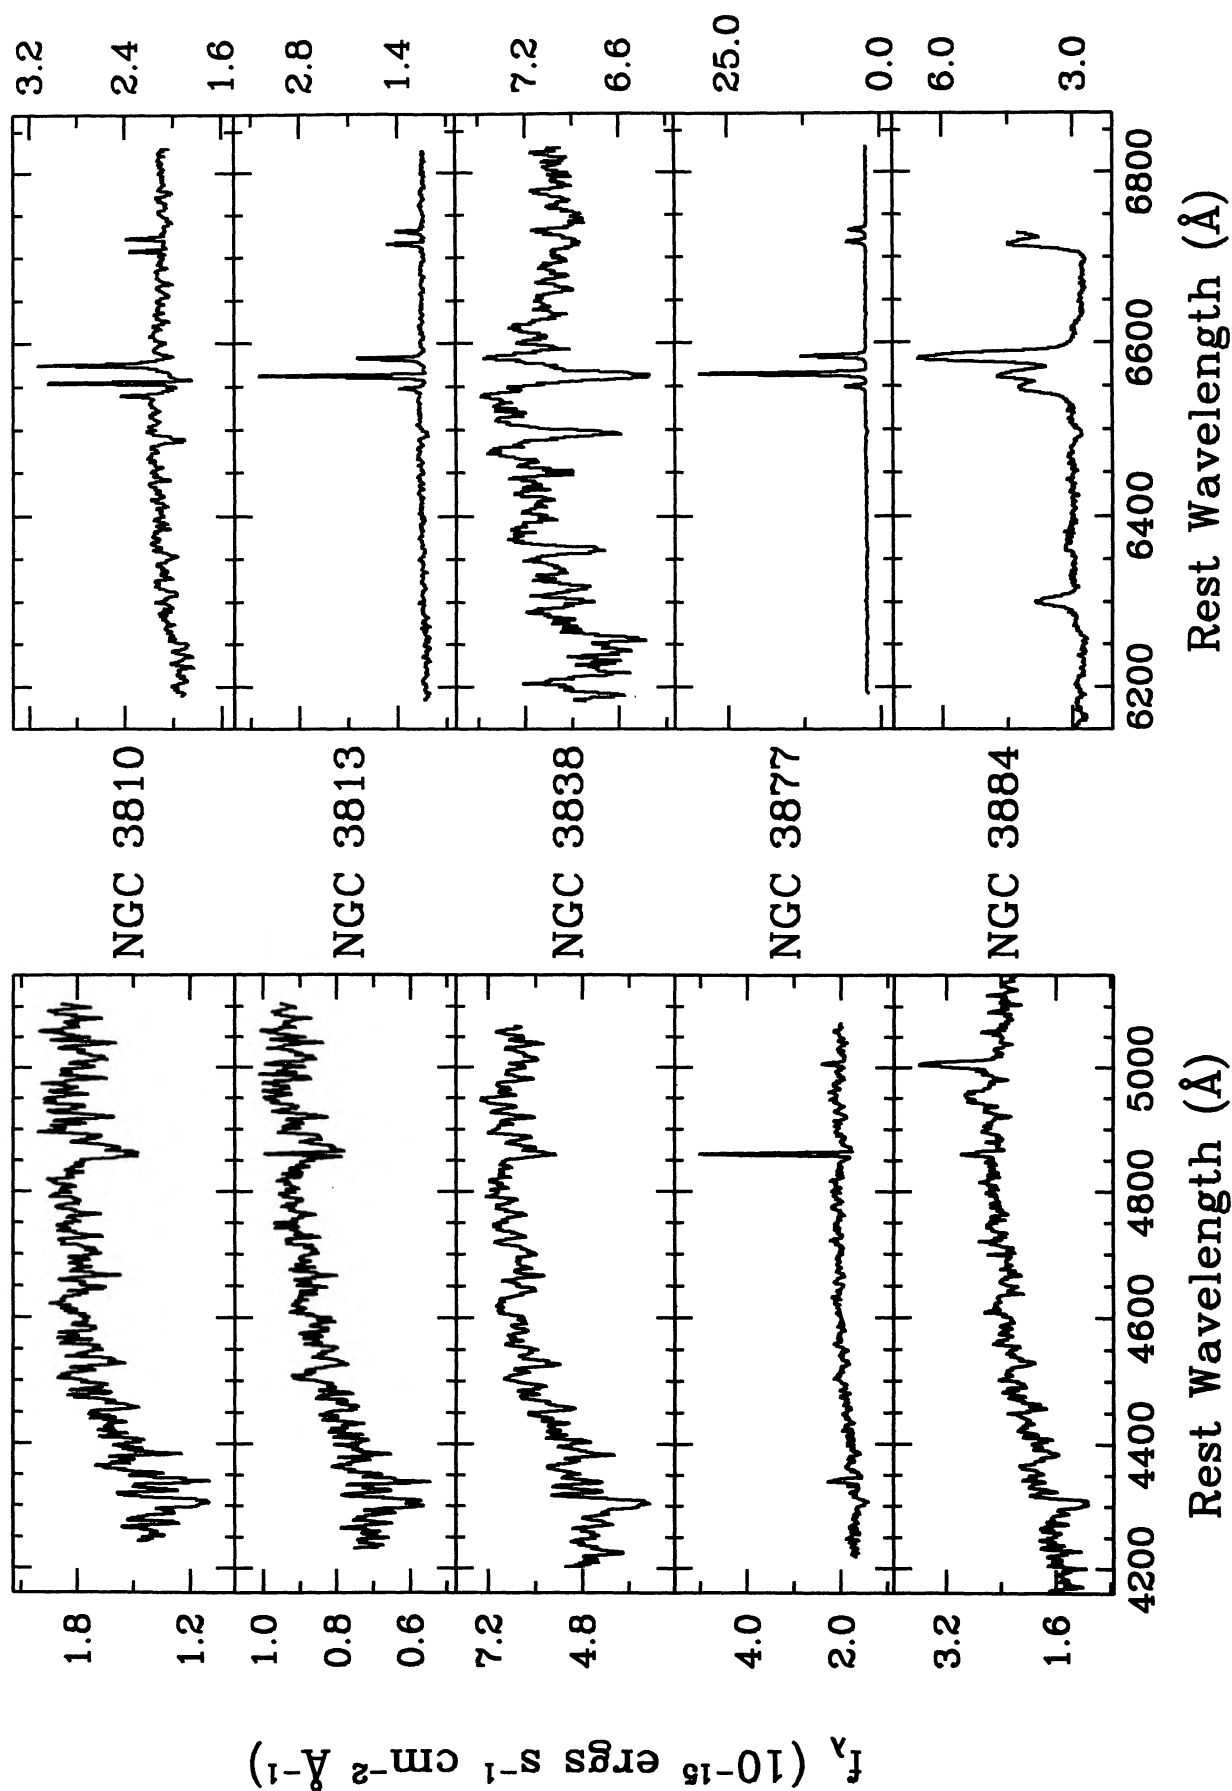 f_λ (10⁻¹⁵ ergs s⁻¹ cm⁻² Å⁻¹)
1.8
1.2
NGC 3810
3.2
2.4
1.6
1.0
0.8
0.6
NGC 3813
2.8
1.4
7.2
4.8
NGC 3838
7.2
6.6
4.0
2.0
NGC 3877
25.0
0.0
3.2
1.6
NGC 3884
6.0
3.0
4200 4400 4600 4800 5000
6200 6400 6600 6800
Rest Wavelength (Å)
Rest Wavelength (Å)